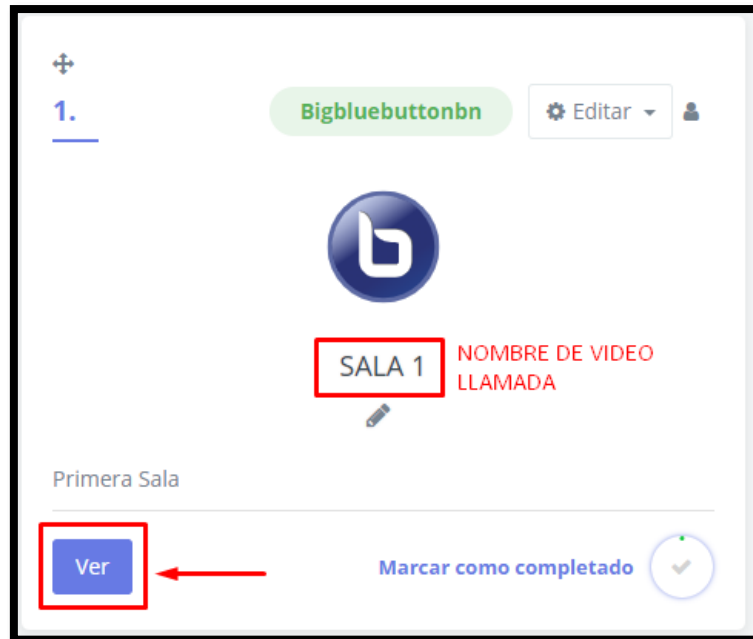 1.
Bigbluebuttonbn
Editar
SALA 1
NOMBRE DE VIDEO
LLAMADA
Primera Sala
Ver
Marcar como completado